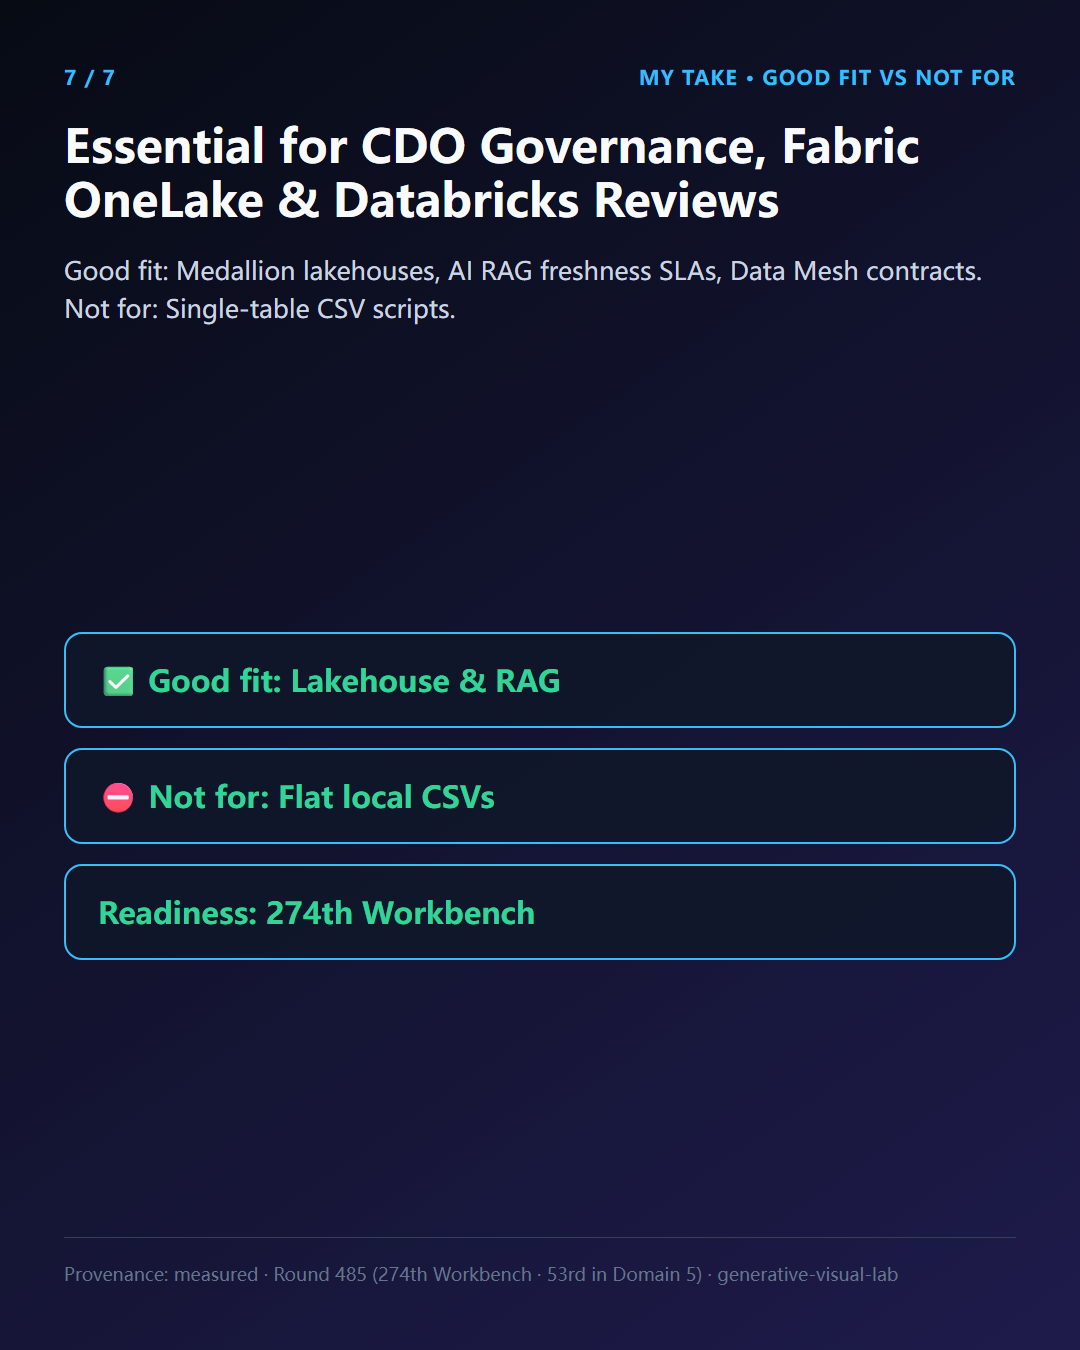 7 / 7
MY TAKE • GOOD FIT VS NOT FOR
Essential for CDO Governance, Fabric
OneLake & Databricks Reviews
Good fit: Medallion lakehouses, AI RAG freshness SLAs, Data Mesh contracts.
Not for: Single-table CSV scripts.
✅ Good fit: Lakehouse & RAG
⛔ Not for: Flat local CSVs
Readiness: 274th Workbench
Provenance: measured · Round 485 (274th Workbench · 53rd in Domain 5) · generative-visual-lab